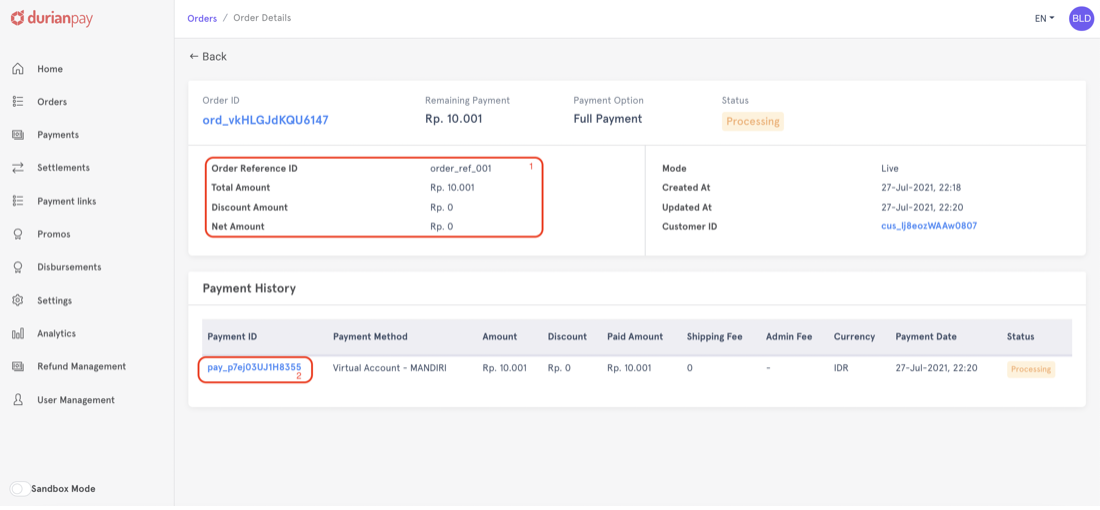 durianpay
Orders / Order Details
EN
BLD
← Back
Home
Orders
Payments
Settlements
Payment links
Promos
Disbursements
Settings
Analytics
Refund Management
User Management
Sandbox Mode
Order ID Remaining Payment Payment Option Status
ord_vkHLGJdKQU6147 Rp. 10.001 Full Payment Processing
Order Reference ID order_ref_001 1
Total Amount Rp. 10.001
Discount Amount Rp. 0
Net Amount Rp. 0
Mode Live
Created At 27-Jul-2021, 22:18
Updated At 27-Jul-2021, 22:20
Customer ID cus_lj8eozWAAw0807
Payment History
Payment ID Payment Method Amount Discount Paid Amount Shipping Fee Admin Fee Currency Payment Date Status
pay_p7ej03UJ1H8355 Virtual Account - MANDIRI Rp. 10.001 Rp. 0 Rp. 10.001 0 - IDR 27-Jul-2021, 22:20 Processing
2